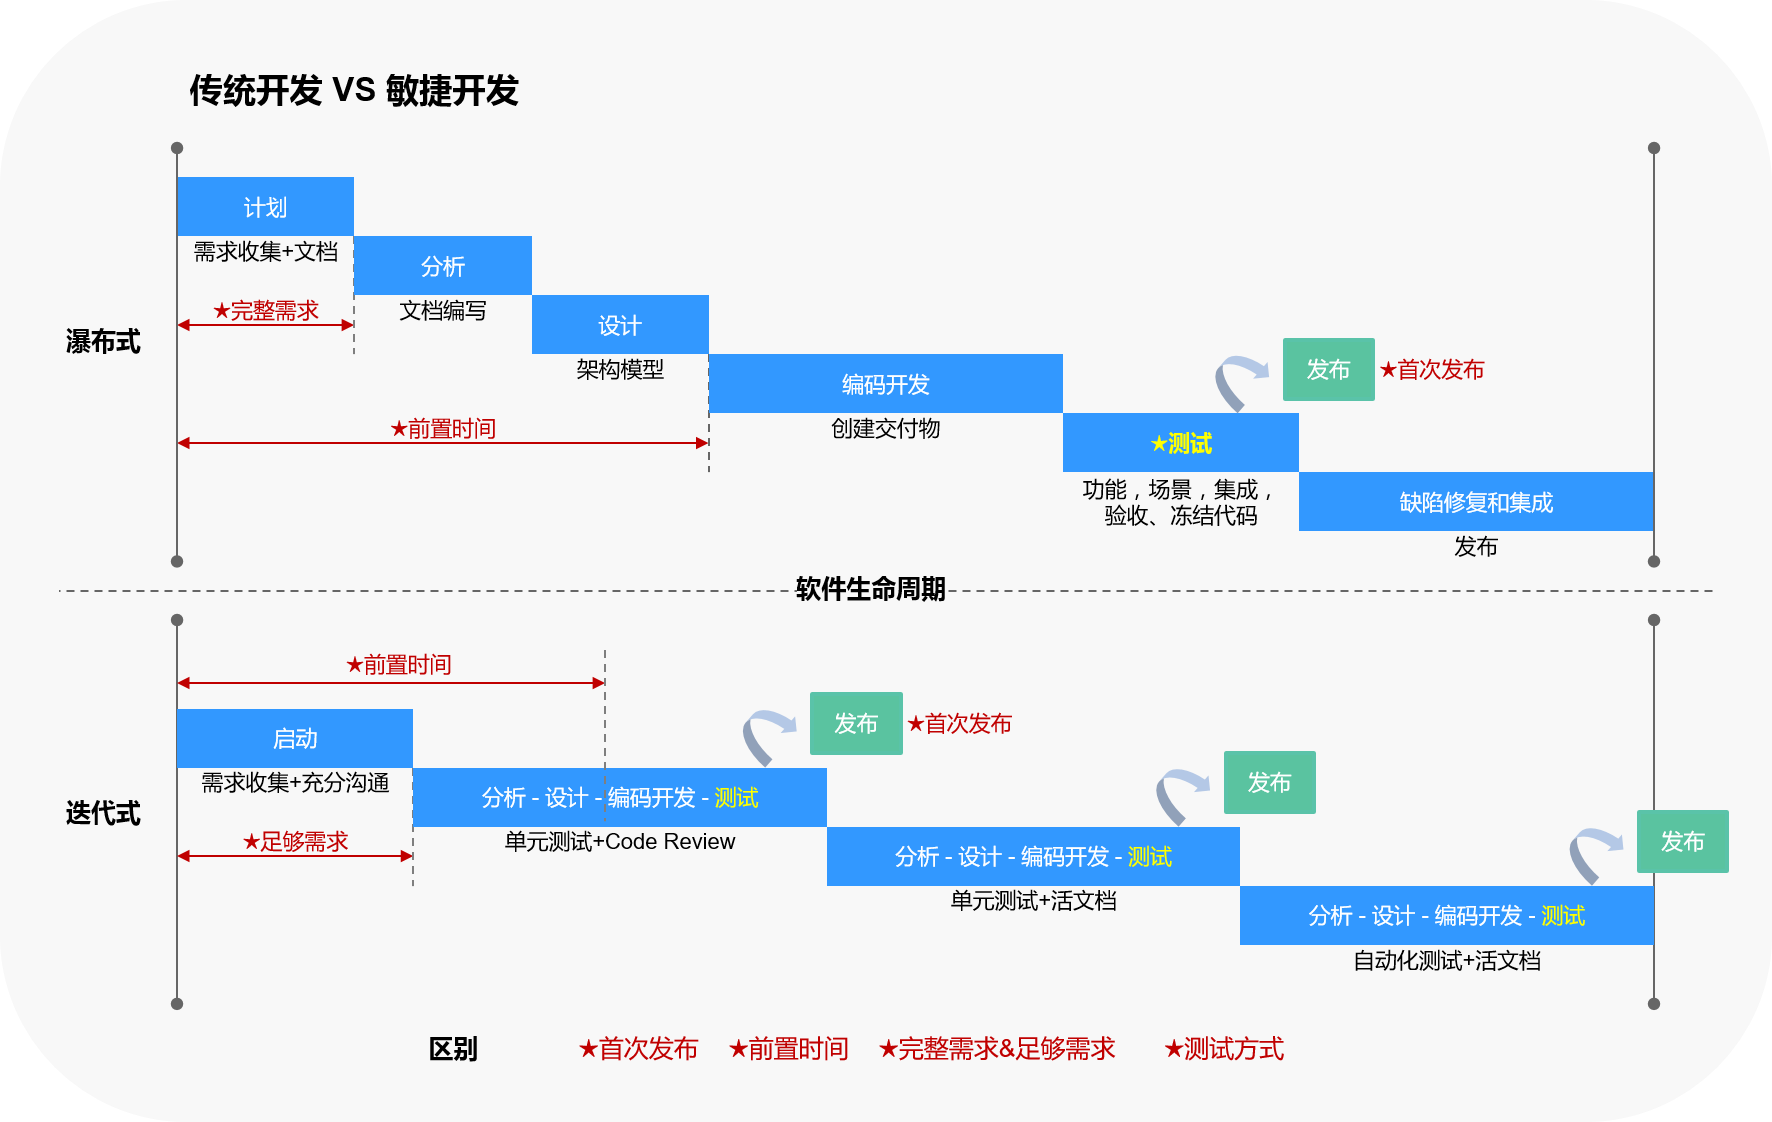 传统开发 VS 敏捷开发
计划
需求收集+文档
分析
★完整需求
文档编写
设计
瀑布式
架构模型
发布
★首次发布
编码开发
★前置时间
创建交付物
★测试
功能，场景，集成，
验收、冻结代码
缺陷修复和集成
发布
软件生命周期
★前置时间
发布
★首次发布
启动
需求收集+充分沟通
发布
分析 - 设计 - 编码开发 - 测试
迭代式
★足够需求
单元测试+Code Review
发布
分析 - 设计 - 编码开发 - 测试
单元测试+活文档
分析 - 设计 - 编码开发 - 测试
自动化测试+活文档
区别
★首次发布
★前置时间
★完整需求&足够需求
★测试方式